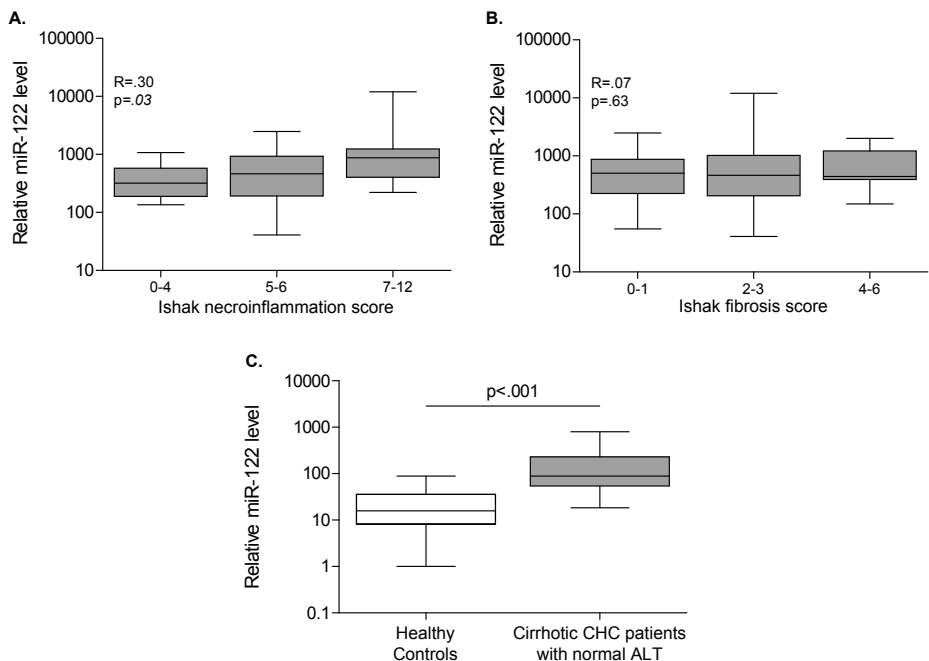 A.
100000
10000
1000
100
10
Relative miR-122 level
R=.30
p=.03
0-4 5-6 7-12
Ishak necroinflammation score
B.
100000
10000
1000
100
10
Relative miR-122 level
R=.07
p=.63
0-1 2-3 4-6
Ishak fibrosis score
C.
10000
1000
100
10
1
0.1
Relative miR-122 level
p<.001
Healthy
Controls
Cirrhotic CHC patients
with normal ALT